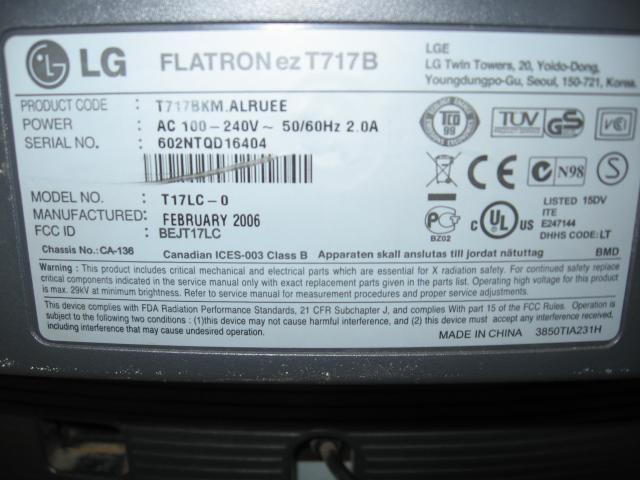 LG FLATRON ez T717B
LGE
LG Twin Towers, 20, Yoido-Dong,
Youngdungpo-Gu, Seoul, 150-721, Korea
PRODUCT CODE : T717BKM.ALRUEE
POWER : AC 100-240V ~ 50/60Hz 2.0A
SERIAL NO. : 602NTQD16404
TCO 99
TÜV GS
N98
S
MODEL NO. : T17LC-0
MANUFACTURED: FEBRUARY 2006
FCC ID : BEJT17LC
CE
PG
BZ02
c UL US
LISTED 15DV
ITE
E247144
DHHS CODE: LT
Chassis No.: CA-136 Canadian ICES-003 Class B Apparaten skall anslutas till jordat nätuttag BMD
Warning : This product includes critical mechanical and electrical parts which are essential for X radiation safety. For continued safety replace
critical components indicated in the service manual only with exact replacement parts given in the parts list. Operating high voltage for this product
is max. 29kV at minimum brightness. Refer to service manual for measurement procedures and proper service adjustments.
This device complies with FDA Radiation Performance Standards, 21 CFR Subchapter J, and complies With part 15 of the FCC Rules. Operation is
subject to the following two conditions : (1)this device may not cause harmful interference, and (2) this device must accept any interference received,
including interference that may cause undesired operation.
MADE IN CHINA 3850TIA231H